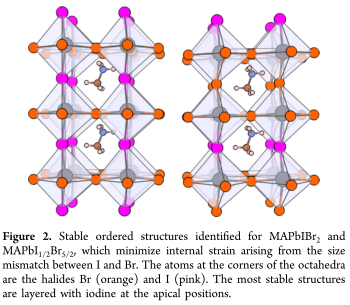 Figure 2. Stable ordered structures identified for MAPbIBr₂ and
MAPbI₁/₂Br₅/₂, which minimize internal strain arising from the size
mismatch between I and Br. The atoms at the corners of the octahedra
are the halides Br (orange) and I (pink). The most stable structures
are layered with iodine at the apical positions.